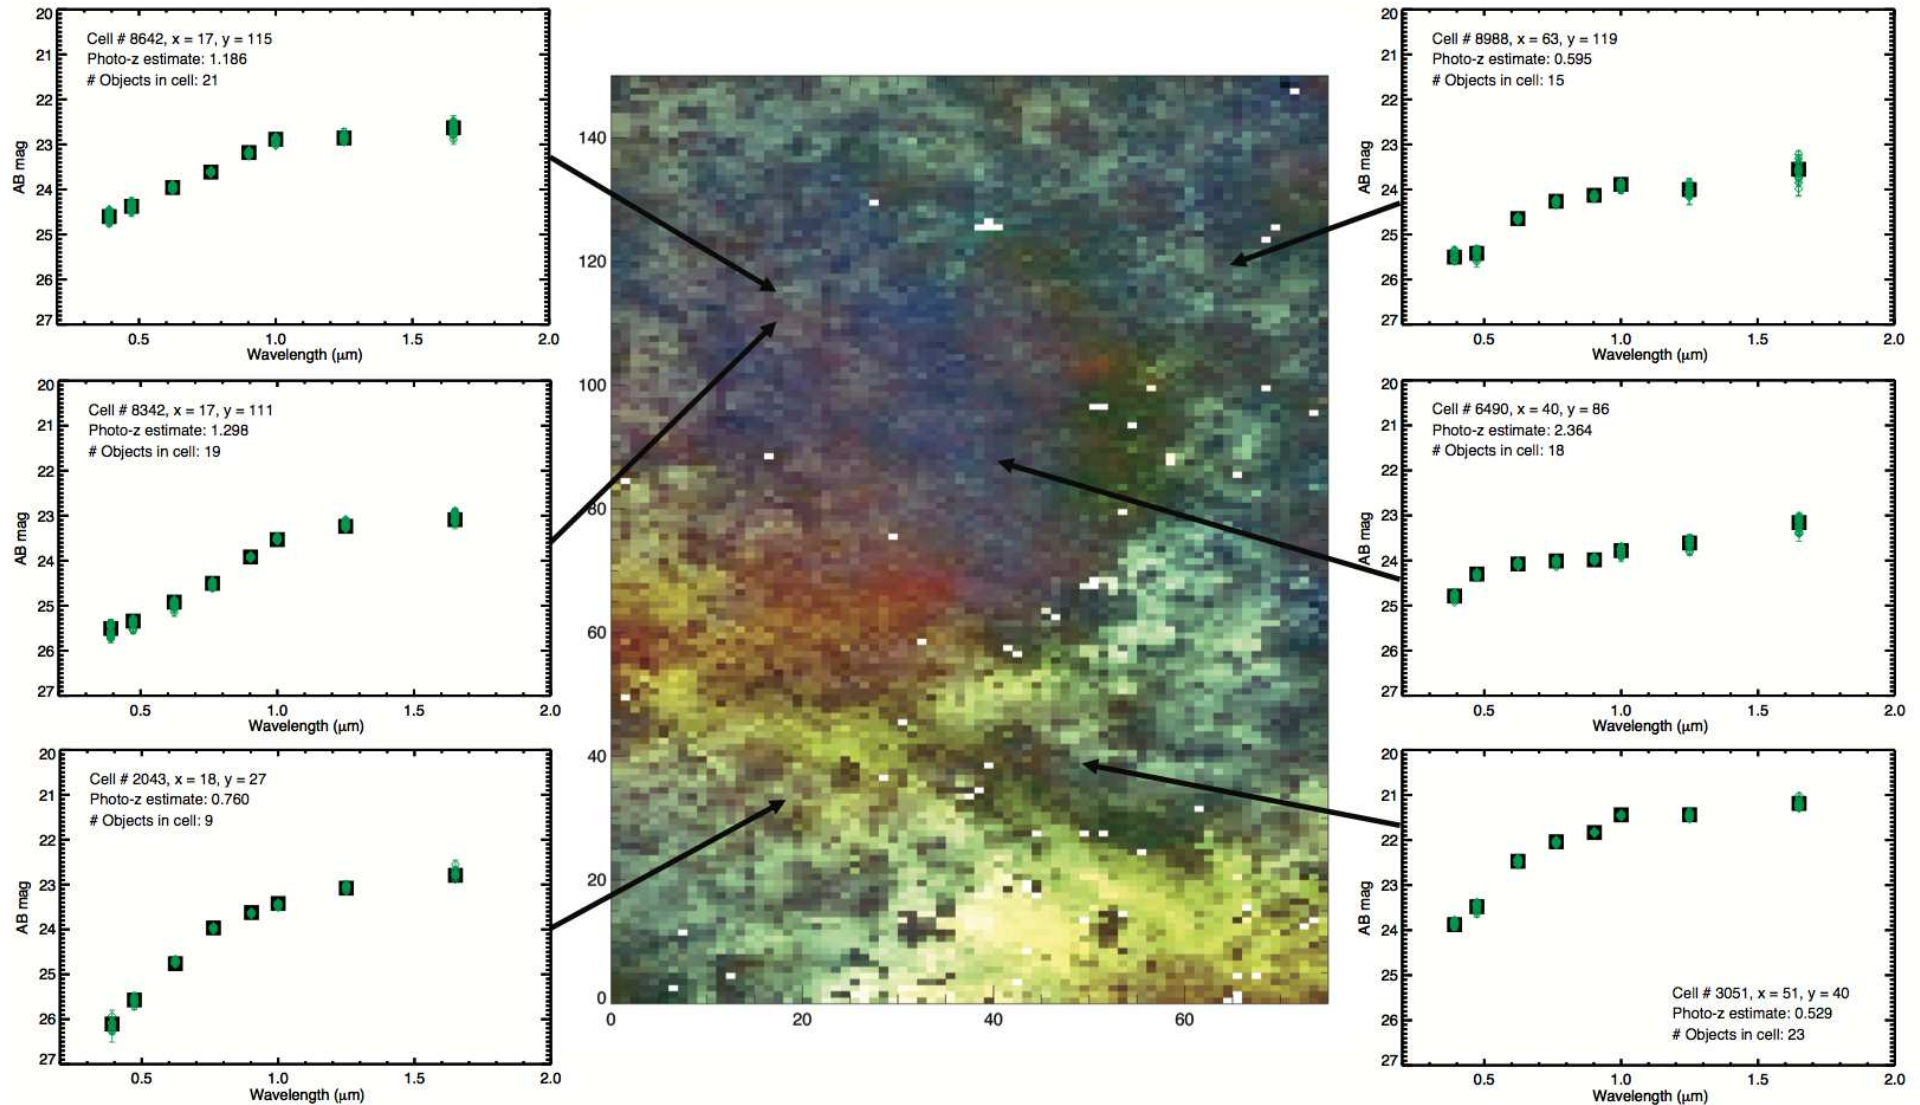 20
21
22
23
24
25
26
27
AB mag
Cell # 8642, x = 17, y = 115
Photo-z estimate: 1.186
# Objects in cell: 21
0.5 1.0 1.5 2.0
Wavelength (μm)
20
21
22
23
24
25
26
27
AB mag
Cell # 8342, x = 17, y = 111
Photo-z estimate: 1.298
# Objects in cell: 19
0.5 1.0 1.5 2.0
Wavelength (μm)
20
21
22
23
24
25
26
27
AB mag
Cell # 2043, x = 18, y = 27
Photo-z estimate: 0.760
# Objects in cell: 9
0.5 1.0 1.5 2.0
Wavelength (μm)
140
120
100
80
60
40
20
0
0 20 40 60
20
21
22
23
24
25
26
27
AB mag
Cell # 8988, x = 63, y = 119
Photo-z estimate: 0.595
# Objects in cell: 15
0.5 1.0 1.5 2.0
Wavelength (μm)
20
21
22
23
24
25
26
27
AB mag
Cell # 6490, x = 40, y = 86
Photo-z estimate: 2.364
# Objects in cell: 18
0.5 1.0 1.5 2.0
Wavelength (μm)
20
21
22
23
24
25
26
27
AB mag
Cell # 3051, x = 51, y = 40
Photo-z estimate: 0.529
# Objects in cell: 23
0.5 1.0 1.5 2.0
Wavelength (μm)